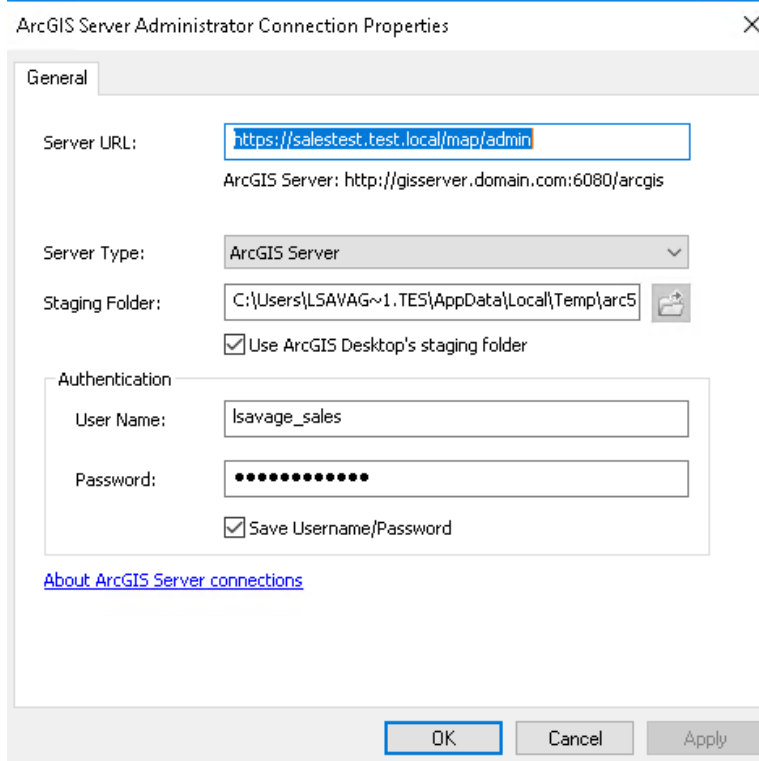 ArcGIS Server Administrator Connection Properties
General
Server URL: https://salestest.test.local/map/admin
ArcGIS Server: http://gisserver.domain.com:6080/arcgis
Server Type: ArcGIS Server
Staging Folder: C:\Users\LSAVAG~1.TES\AppData\Local\Temp\arc5
Use ArcGIS Desktop's staging folder
Authentication
User Name: lsavage_sales
Password: ●●●●●●●●●●●●
Save Username/Password
About ArcGIS Server connections
OK Cancel Apply